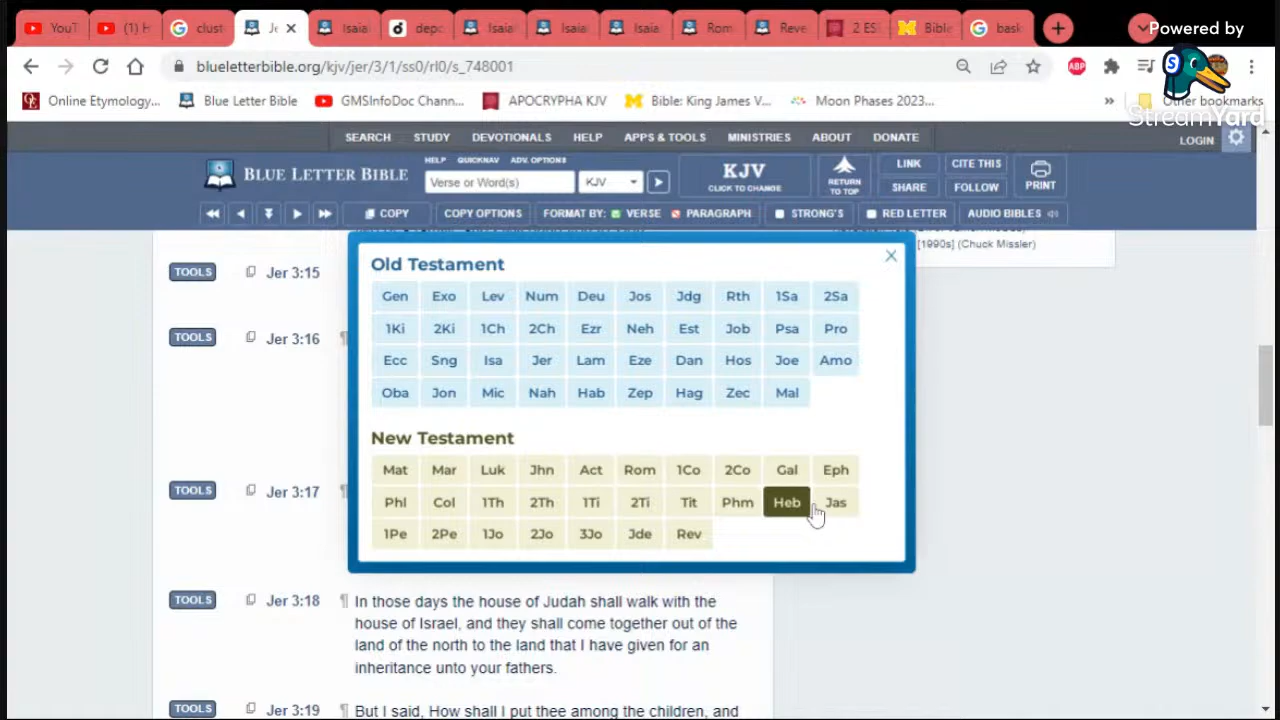 YouT
(1) H
clust
Je
Isaia
depo
Isaia
Isaia
Isaia
Rom
Reve
2 ES
Bible
bask
Powered by
blueletterbible.org/kjv/jer/3/1/ss0/rl0/s_748001
ABP
StreamYard
Online Etymology...
Blue Letter Bible
GMSInfoDoc Chann...
APOCRYPHA KJV
Bible: King James V...
Moon Phases 2023...
»
Other bookmarks
SEARCH STUDY DEVOTIONALS HELP APPS & TOOLS MINISTRIES ABOUT DONATE
LOGIN
BLUE LETTER BIBLE
HELP QUICKNAV ADV. OPTIONS
Verse or Word(s)
KJV
KJV
CLICK TO CHANGE
RETURN
TO TOP
LINK
CITE THIS
SHARE
FOLLOW
PRINT
COPY
COPY OPTIONS
FORMAT BY: VERSE PARAGRAPH
STRONG'S
RED LETTER
AUDIO BIBLES
[1990s] (Chuck Missler)
TOOLS Jer 3:15
TOOLS Jer 3:16 ¶
TOOLS Jer 3:17 ¶
Old Testament
Gen Exo Lev Num Deu Jos Jdg Rth 1Sa 2Sa
1Ki 2Ki 1Ch 2Ch Ezr Neh Est Job Psa Pro
Ecc Sng Isa Jer Lam Eze Dan Hos Joe Amo
Oba Jon Mic Nah Hab Zep Hag Zec Mal
New Testament
Mat Mar Luk Jhn Act Rom 1Co 2Co Gal Eph
Phl Col 1Th 2Th 1Ti 2Ti Tit Phm Heb Jas
1Pe 2Pe 1Jo 2Jo 3Jo Jde Rev
TOOLS Jer 3:18 ¶ In those days the house of Judah shall walk with the
house of Israel, and they shall come together out of the
land of the north to the land that I have given for an
inheritance unto your fathers.
TOOLS Jer 3:19 ¶ But I said, How shall I put thee among the children, and